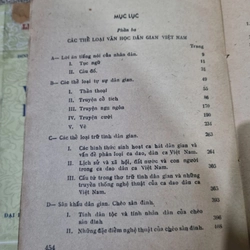 MỤC LỤC
Phần tư
CÁC THỂ LOẠI VĂN HỌC DÂN GIAN VIỆT NAM
Trang
A— Lời ăn tiếng nói của nhân dân.
I. Tục ngữ
II. Câu đố.
B— Các thể loại tự sự dân gian.
I. Thần thoại
II. Truyện cổ tích
III. Truyện ngụ ngôn
IV. Truyện cười
V. Vè
C— Các thể loại trữ tình dân gian.
I. Các hình thức sinh hoạt ca hát dân gian và
vấn đề phân loại ca dao, dân ca Việt Nam.
II. Lịch sử và xã hội, đất nước và con người
trong ca dao dân ca Việt Nam.
III. Cấu tứ trong thơ trữ tình dân gian và những
truyền thống nghệ thuật của ca dao dân ca
Việt Nam.
D— Sân khấu dân gian. Chèo sân đình.
I. Tính dân tộc và tính nhân dân của chèo
sân đình
II. Những đặc điểm nghệ thuật của chèo sân đình.
454
ĐẠI